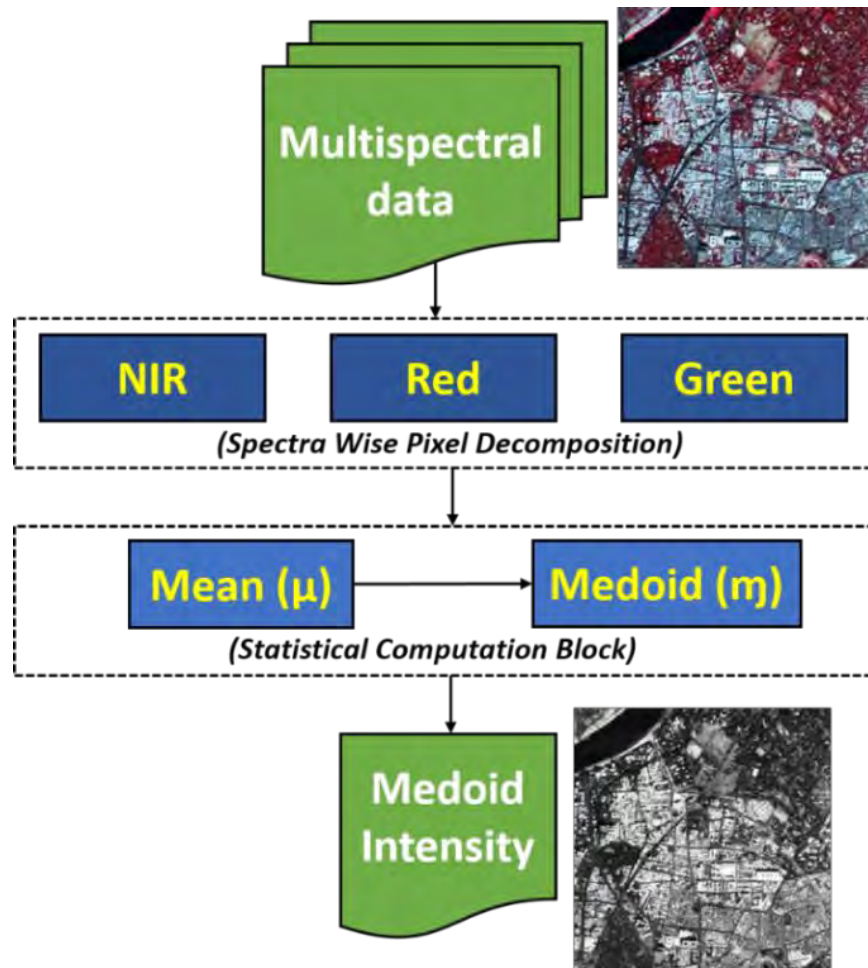 Multispectral
data
NIR
Red
Green
(Spectra Wise Pixel Decomposition)
Mean (μ)
Medoid (ɱ)
(Statistical Computation Block)
Medoid
Intensity